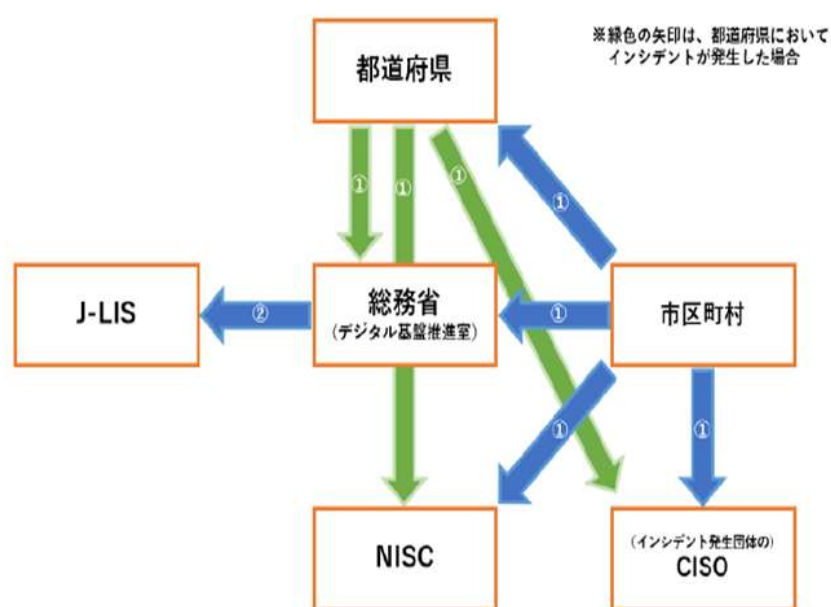 都道府県
※緑色の矢印は、都道府県において
インシデントが発生した場合
①
①
①
①
J-LIS
②
総務省
(デジタル基盤推進室)
①
市区町村
①
①
NISC
(インシデント発生団体の)
CISO